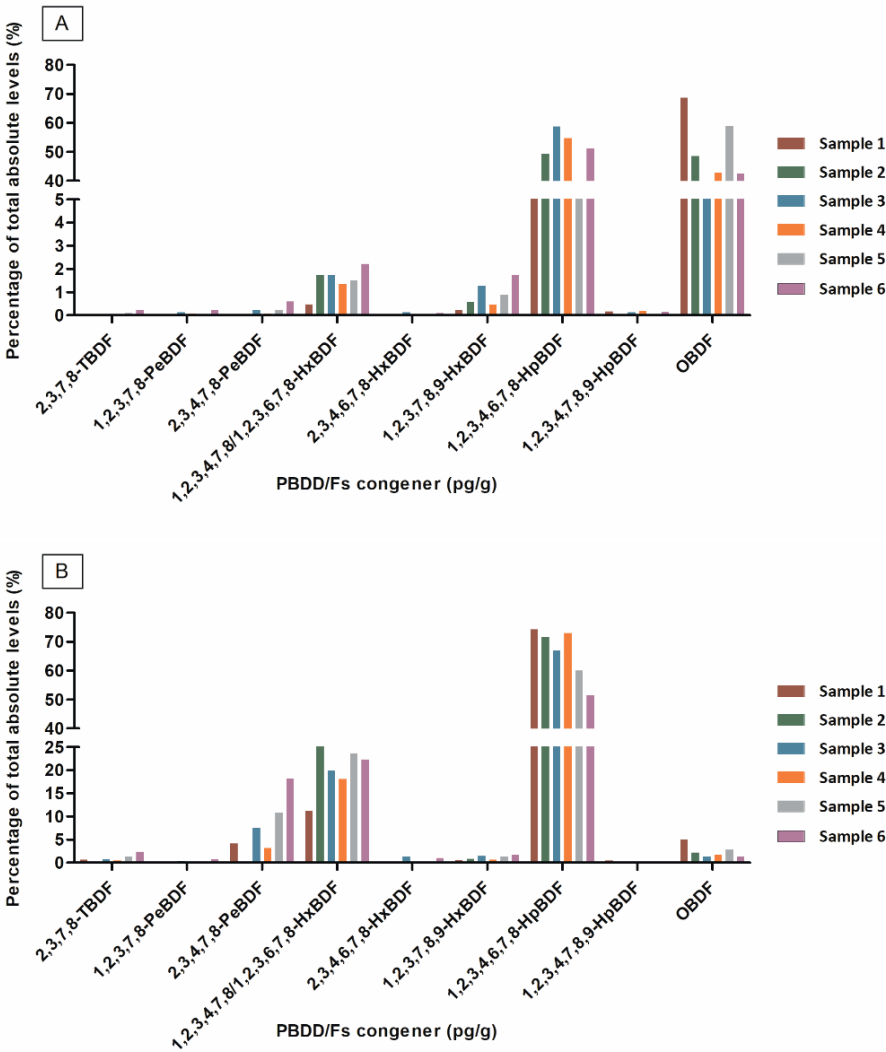 A
Percentage of total absolute levels (%)
80
70
60
50
40
5
4
3
2
1
0
2,3,7,8-TBDF
1,2,3,7,8-PeBDF
2,3,4,7,8-PeBDF
1,2,3,4,7,8/1,2,3,6,7,8-HxBDF
2,3,4,6,7,8-HxBDF
1,2,3,7,8,9-HxBDF
1,2,3,4,6,7,8-HpBDF
1,2,3,4,7,8,9-HpBDF
OBDF
PBDD/Fs congener (pg/g)
Sample 1
Sample 2
Sample 3
Sample 4
Sample 5
Sample 6
B
Percentage of total absolute levels (%)
80
70
60
50
40
25
20
15
10
5
0
2,3,7,8-TBDF
1,2,3,7,8-PeBDF
2,3,4,7,8-PeBDF
1,2,3,4,7,8/1,2,3,6,7,8-HxBDF
2,3,4,6,7,8-HxBDF
1,2,3,7,8,9-HxBDF
1,2,3,4,6,7,8-HpBDF
1,2,3,4,7,8,9-HpBDF
OBDF
PBDD/Fs congener (pg/g)
Sample 1
Sample 2
Sample 3
Sample 4
Sample 5
Sample 6